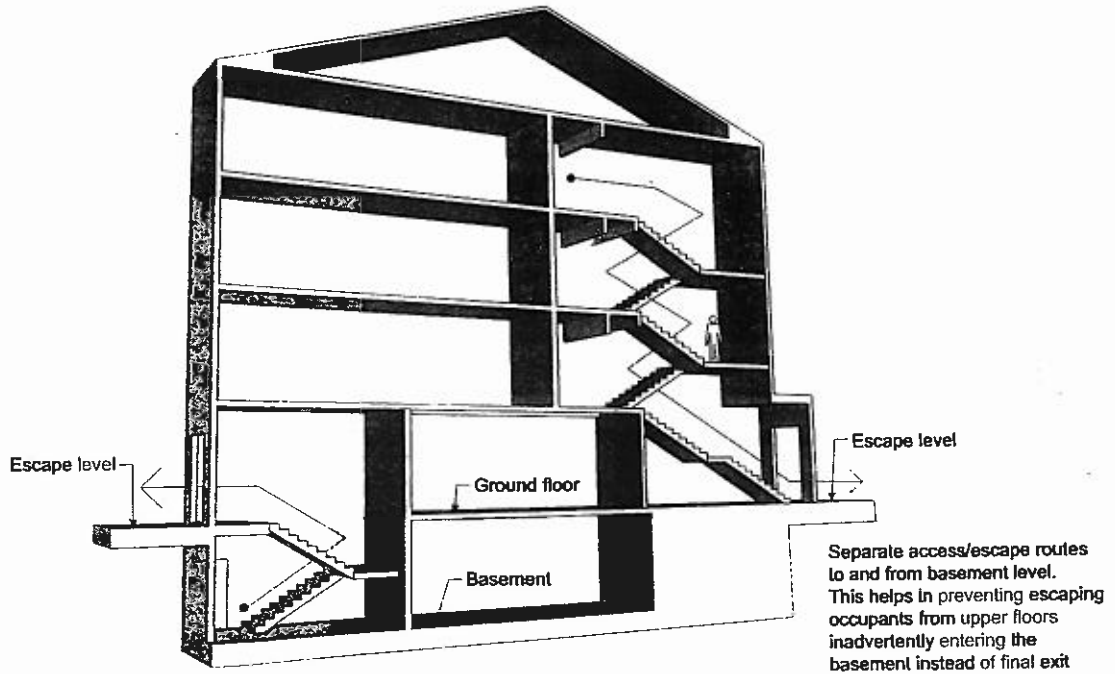 Escape level
Escape level
Ground floor
Basement
Separate access/escape routes
to and from basement level.
This helps in preventing escaping
occupants from upper floors
inadvertently entering the
basement instead of final exit